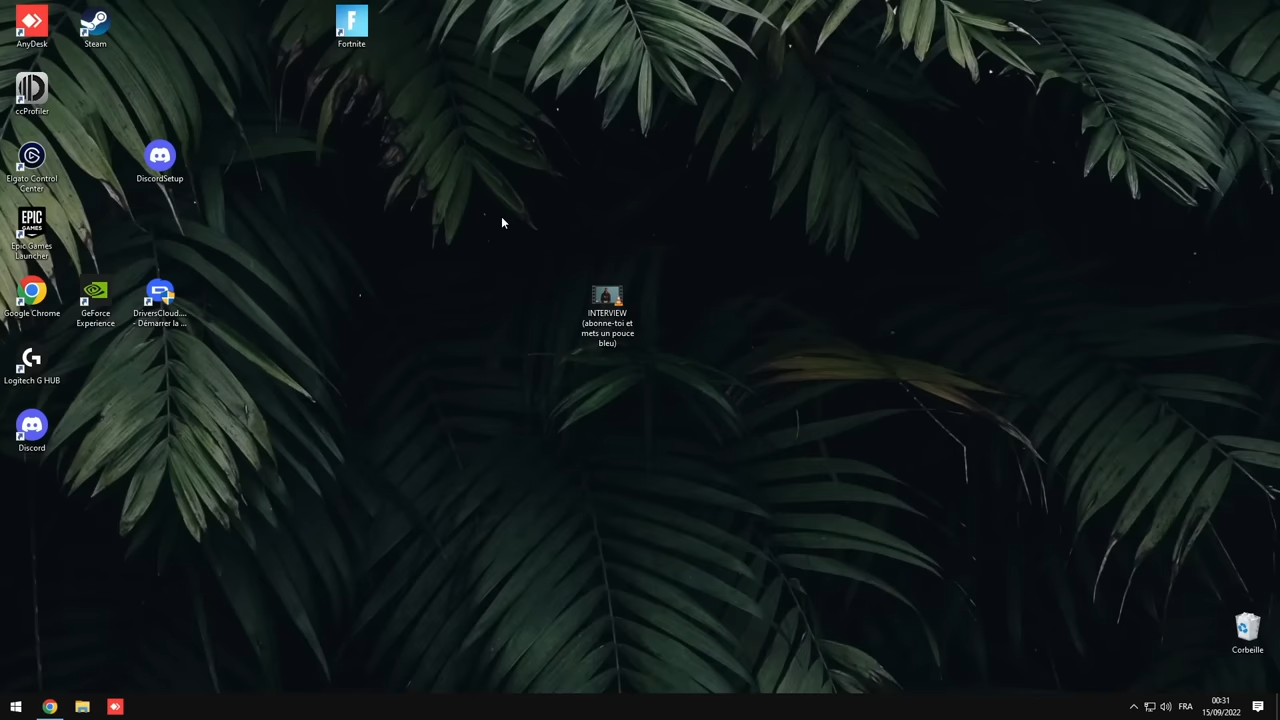 AnyDesk
Steam
Fortnite
ccProfiler
Elgato Control
Center
DiscordSetup
EPIC
GAMES
Epic Games
Launcher
Google Chrome
GeForce
Experience
DriversCloud....
- Démarrer la ...
INTERVIEW
(abonne-toi et
mets un pouce
bleu)
Logitech G HUB
Discord
Corbeille
FRA
00:31
15/09/2022